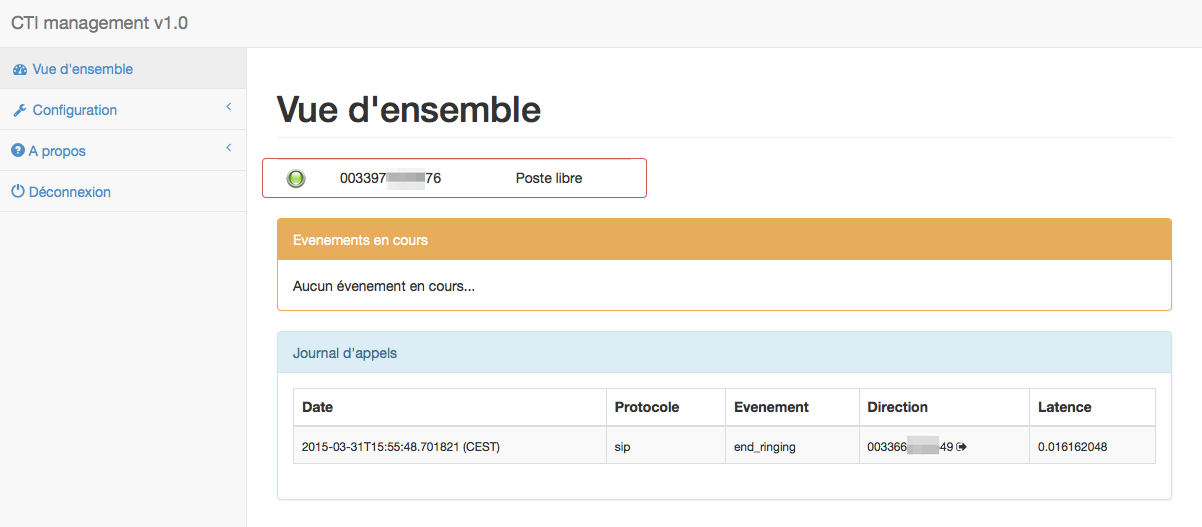 CTI management v1.0
Vue d'ensemble
Configuration
A propos
Déconnexion
Vue d'ensemble
003397 76 Poste libre
Evenements en cours
Aucun évenement en cours...
Journal d'appels
Date Protocole Evenement Direction Latence
2015-03-31T15:55:48.701821 (CEST) sip end_ringing 003366 49 0.016162048